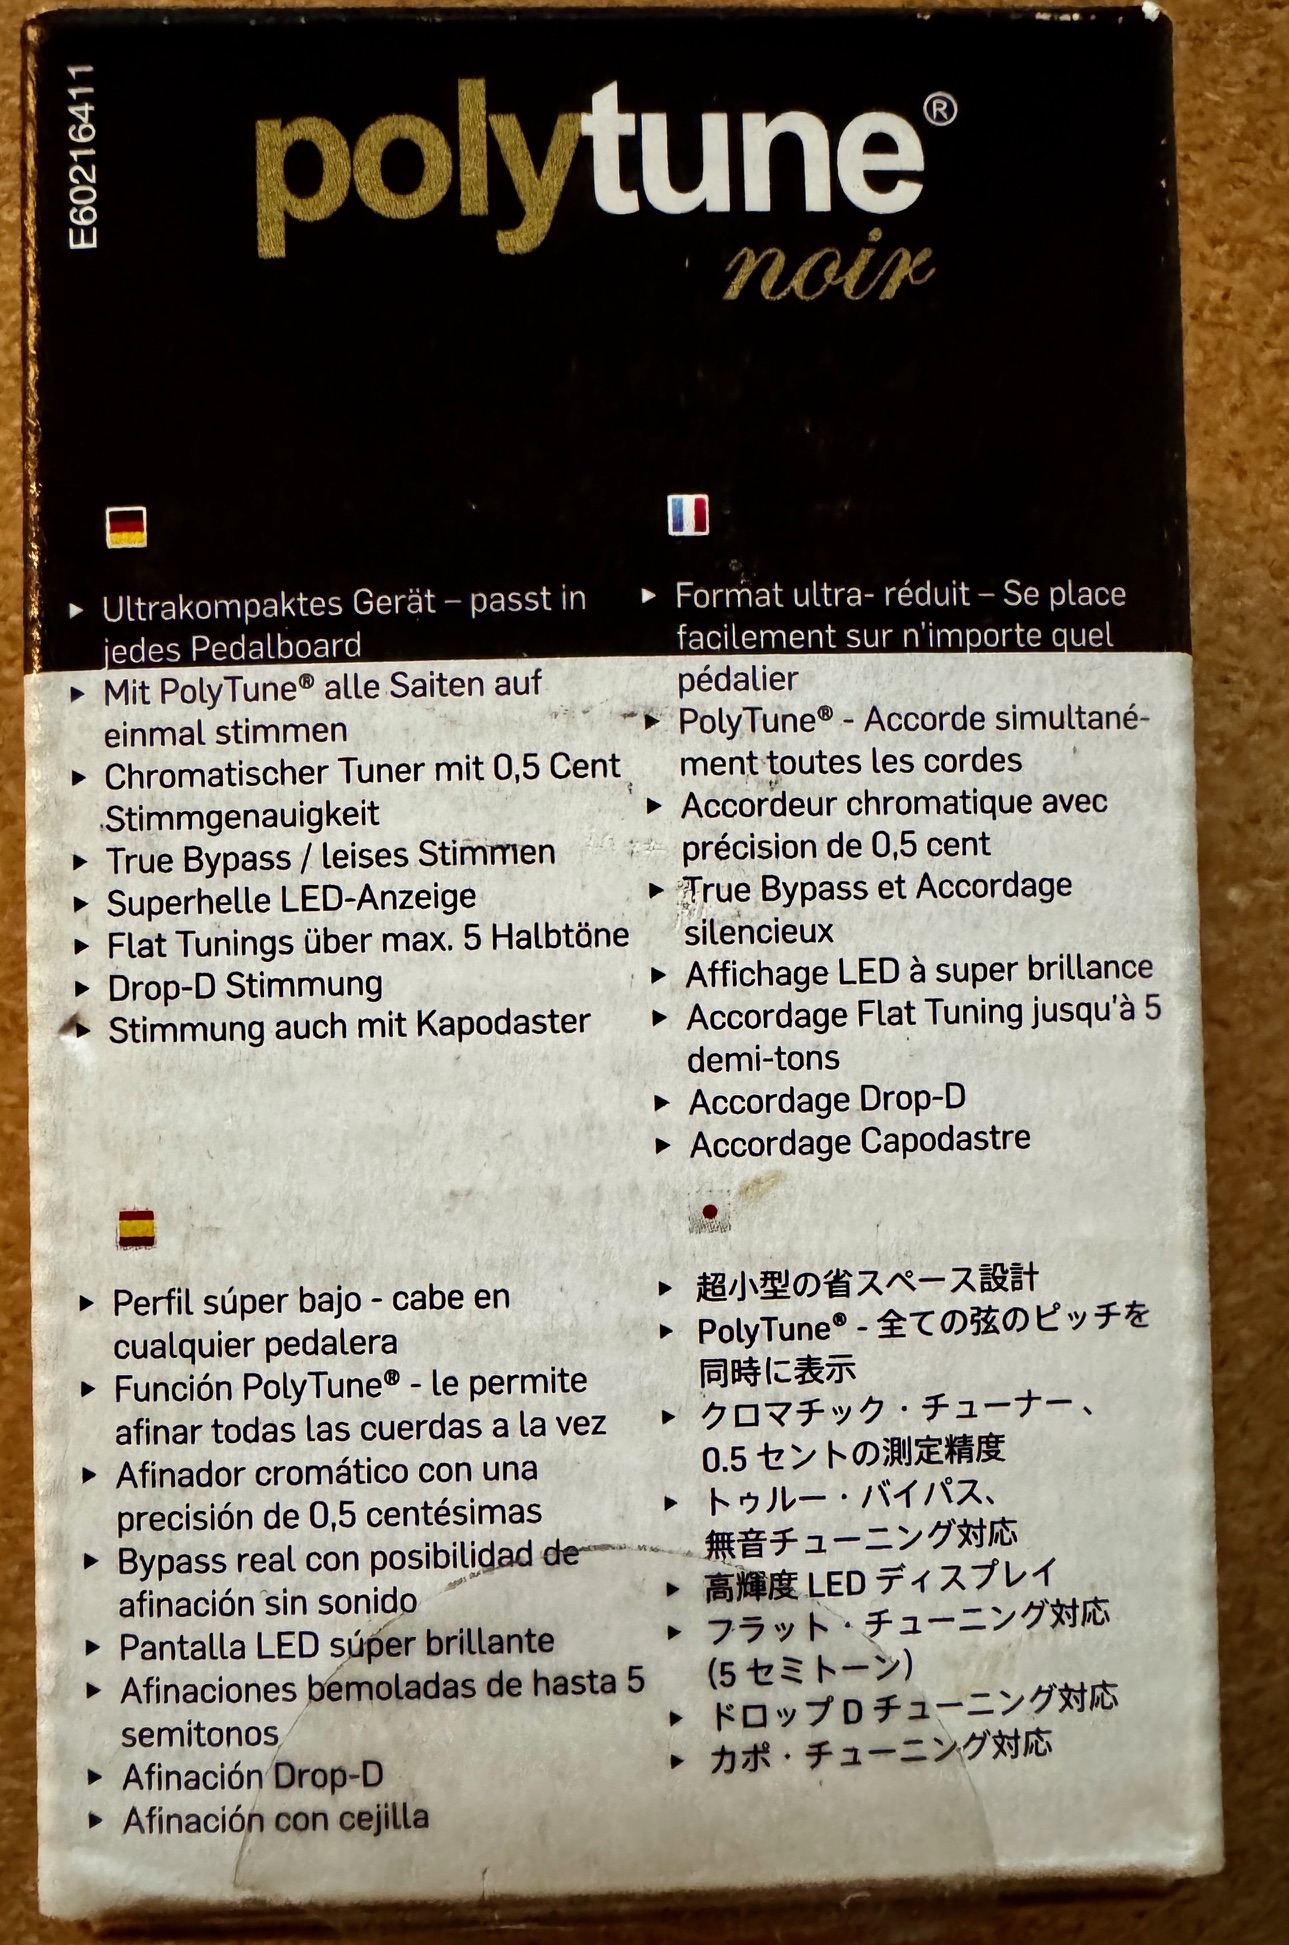 E60216411
polytune®
noir
▸ Ultrakompaktes Gerät – passt in
jedes Pedalboard
▸ Mit PolyTune® alle Saiten auf
einmal stimmen
▸ Chromatischer Tuner mit 0,5 Cent
Stimmgenauigkeit
▸ True Bypass / leises Stimmen
▸ Superhelle LED-Anzeige
▸ Flat Tunings über max. 5 Halbtöne
▸ Drop-D Stimmung
▸ Stimmung auch mit Kapodaster
▸ Format ultra- réduit – Se place
facilement sur n'importe quel
pédalier
▸ PolyTune® - Accorde simultané-
ment toutes les cordes
▸ Accordeur chromatique avec
précision de 0,5 cent
▸ True Bypass et Accordage
silencieux
▸ Affichage LED à super brillance
▸ Accordage Flat Tuning jusqu'à 5
demi-tons
▸ Accordage Drop-D
▸ Accordage Capodastre
▸ Perfil súper bajo - cabe en
cualquier pedalera
▸ Función PolyTune® - le permite
afinar todas las cuerdas a la vez
▸ Afinador cromático con una
precisión de 0,5 centésimas
▸ Bypass real con posibilidad de
afinación sin sonido
▸ Pantalla LED súper brillante
▸ Afinaciones bemoladas de hasta 5
semitonos
▸ Afinación Drop-D
▸ Afinación con cejilla
▸ 超小型の省スペース設計
▸ PolyTune® - 全ての弦のピッチを
同時に表示
▸ クロマチック・チューナー、
0.5 セントの測定精度
▸ トゥルー・バイパス、
無音チューニング対応
▸ 高輝度 LED ディスプレイ
▸ フラット・チューニング対応
(5 セミトーン)
▸ ドロップ D チューニング対応
▸ カポ・チューニング対応